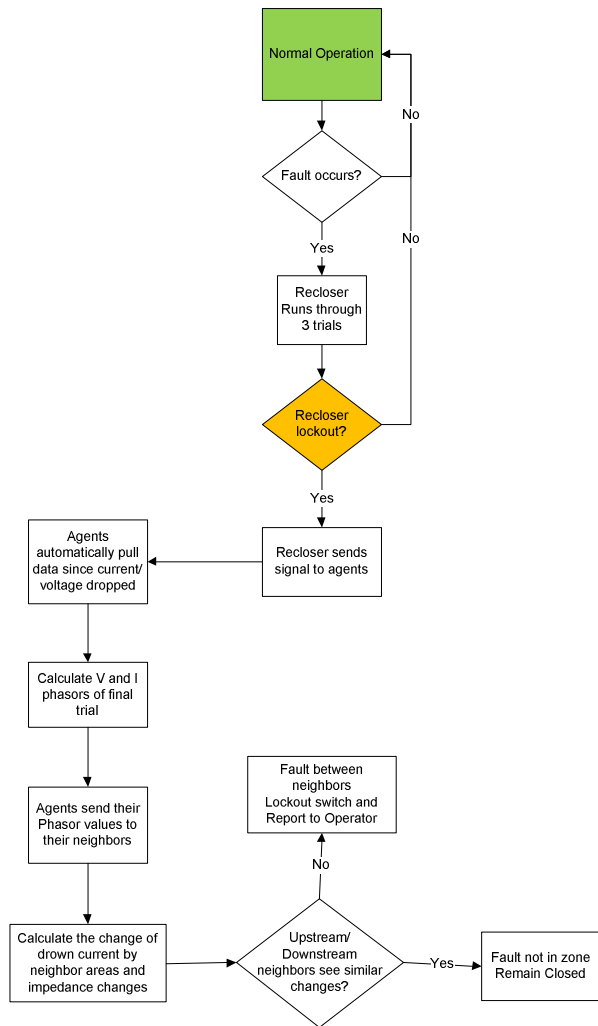 Normal Operation
No
Fault occurs?
No
Yes
Recloser
Runs through
3 trials
Recloser
lockout?
Yes
Agents
automatically pull
data since current/
voltage dropped
Recloser sends
signal to agents
Calculate V and I
phasors of final
trial
Fault between
neighbors
Lockout switch and
Report to Operator
Agents send their
Phasor values to
their neighbors
No
Calculate the change of
drown current by
neighbor areas and
impedance changes
Upstream/
Downstream
neighbors see similar
changes?
Yes
Fault not in zone
Remain Closed